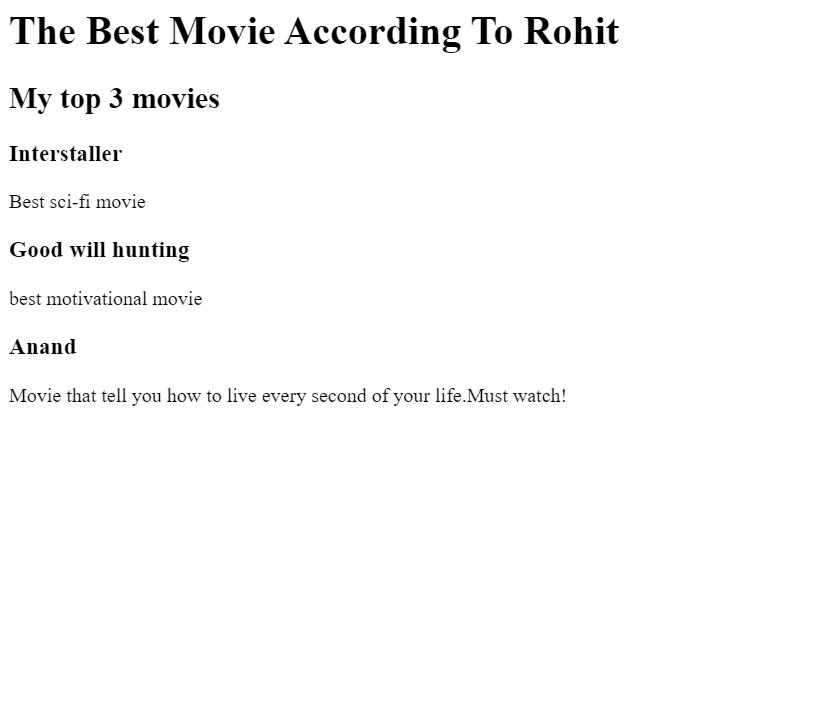 The Best Movie According To Rohit
My top 3 movies
Interstaller
Best sci-fi movie
Good will hunting
best motivational movie
Anand
Movie that tell you how to live every second of your life.Must watch!